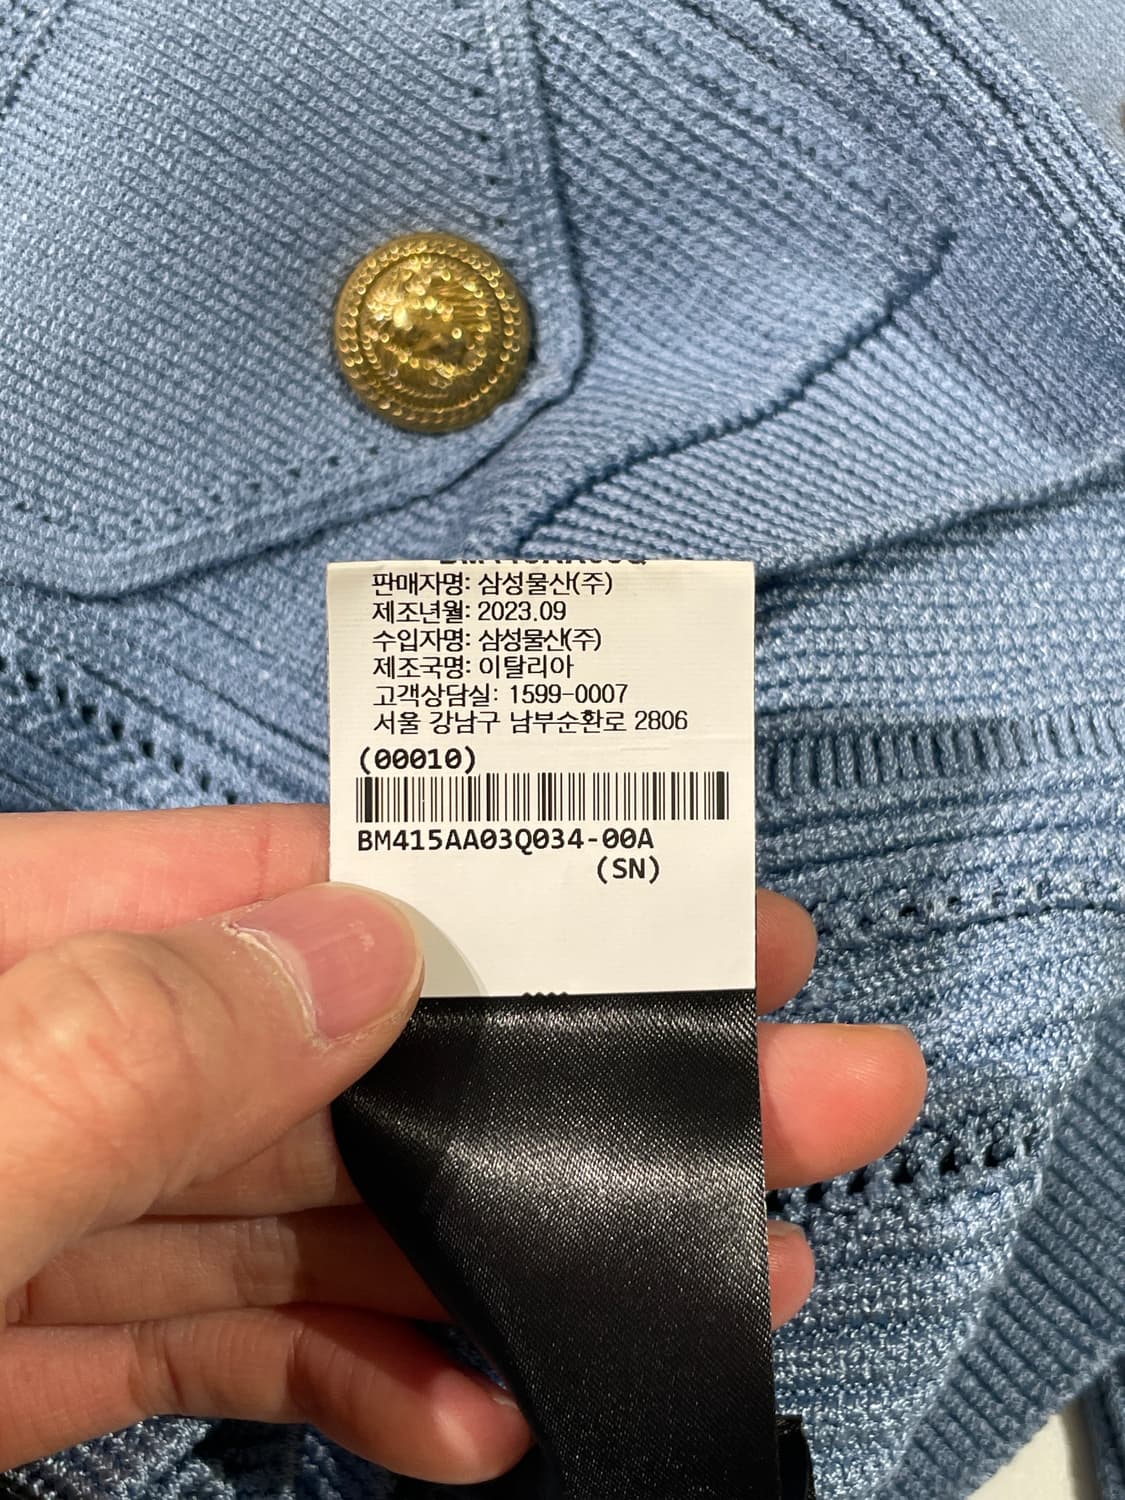 판매자명: 삼성물산(주)
제조년월: 2023.09
수입자명: 삼성물산(주)
제조국명: 이탈리아
고객상담실: 1599-0007
서울 강남구 남부순환로 2806
(00010)
BM415AA03Q034-00A
(SN)